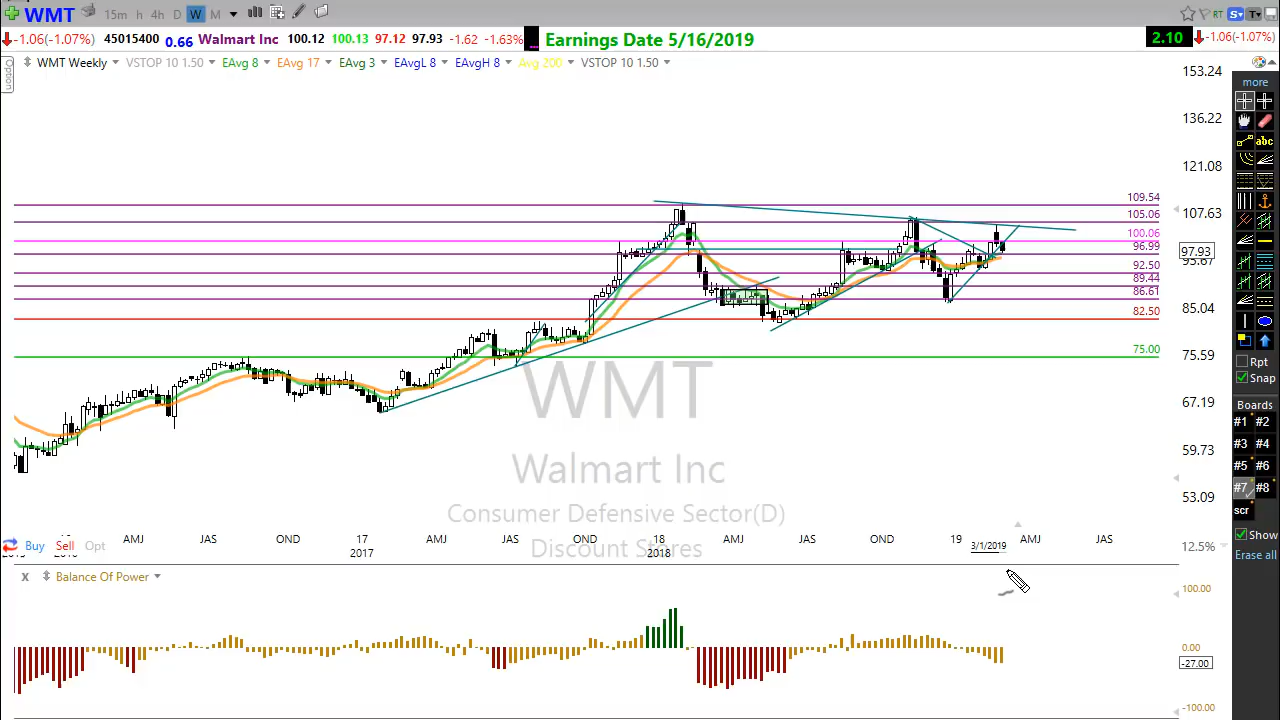 WMT 15m h 4h D W M RT S T
-1.06(-1.07%) 45015400 0.66 Walmart Inc 100.12 100.13 97.12 97.93 -1.62 -1.63% Earnings Date 5/16/2019 2.10 -1.06(-1.07%)
Option
WMT Weekly VSTOP 10 1.50 EAvg 8 EAvg 17 EAvg 3 EAvgL 8 EAvgH 8 Avg 200 VSTOP 10 1.50
153.24
136.22
121.08
107.63
97.93
85.04
75.59
67.19
59.73
53.09
12.5%
109.54
105.06
100.06
96.99
92.50
89.44
86.61
82.50
75.00
WMT
Walmart Inc
Consumer Defensive Sector(D)
Discount Stores
AMJ JAS OND 2017 AMJ JAS OND 18 2018 AMJ JAS OND 19 3/1/2019 AMJ JAS
Buy Sell Opt
X Balance Of Power
100.00
0.00
-27.00
-100.00
more
abc
Rpt
Snap
Boards
#1 #2
#3 #4
#5 #6
#7 #8
scr
Show
Erase all